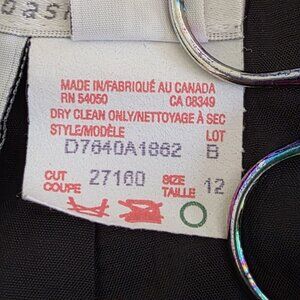 MADE IN/FABRIQUÉ AU CANADA
RN 54050 CA 08349
DRY CLEAN ONLY/NETTOYAGE À SEC
STYLE/MODÈLE LOT
D7640A1862 B
CUT COUPE 27160 SIZE TAILLE 12